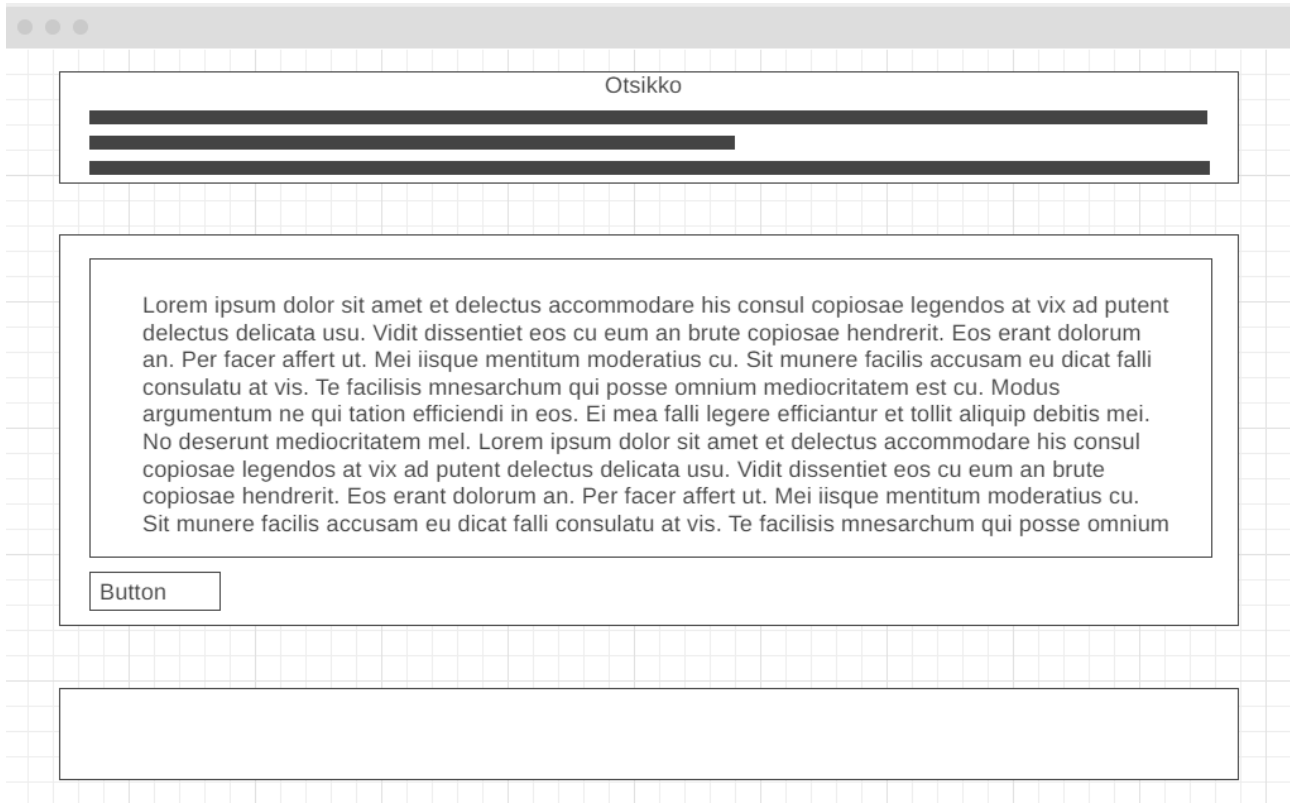 Otsikko
Lorem ipsum dolor sit amet et delectus accommodare his consul copiosae legendos at vix ad putent
delectus delicata usu. Vidit dissentiet eos cu eum an brute copiosae hendrerit. Eos erant dolorum
an. Per facer affert ut. Mei iisque mentitum moderatius cu. Sit munere facilis accusam eu dicat falli
consulatu at vis. Te facilisis mnesarchum qui posse omnium mediocritatem est cu. Modus
argumentum ne qui tation efficiendi in eos. Ei mea falli legere efficiantur et tollit aliquip debitis mei.
No deserunt mediocritatem mel. Lorem ipsum dolor sit amet et delectus accommodare his consul
copiosae legendos at vix ad putent delectus delicata usu. Vidit dissentiet eos cu eum an brute
copiosae hendrerit. Eos erant dolorum an. Per facer affert ut. Mei iisque mentitum moderatius cu.
Sit munere facilis accusam eu dicat falli consulatu at vis. Te facilisis mnesarchum qui posse omnium
Button